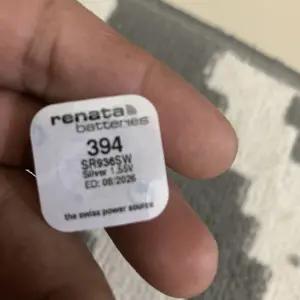 renata
batteries
394
SR936SW
Silver 1.55V
ED: 08/2026
the swiss power source